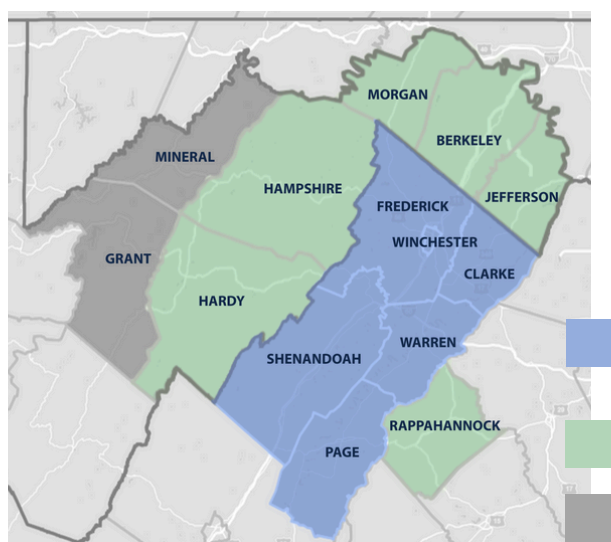 MORGAN
BERKELEY
MINERAL
HAMPSHIRE
JEFFERSON
FREDERICK
WINCHESTER
GRANT
CLARKE
HARDY
WARREN
SHENANDOAH
RAPPAHANNOCK
PAGE